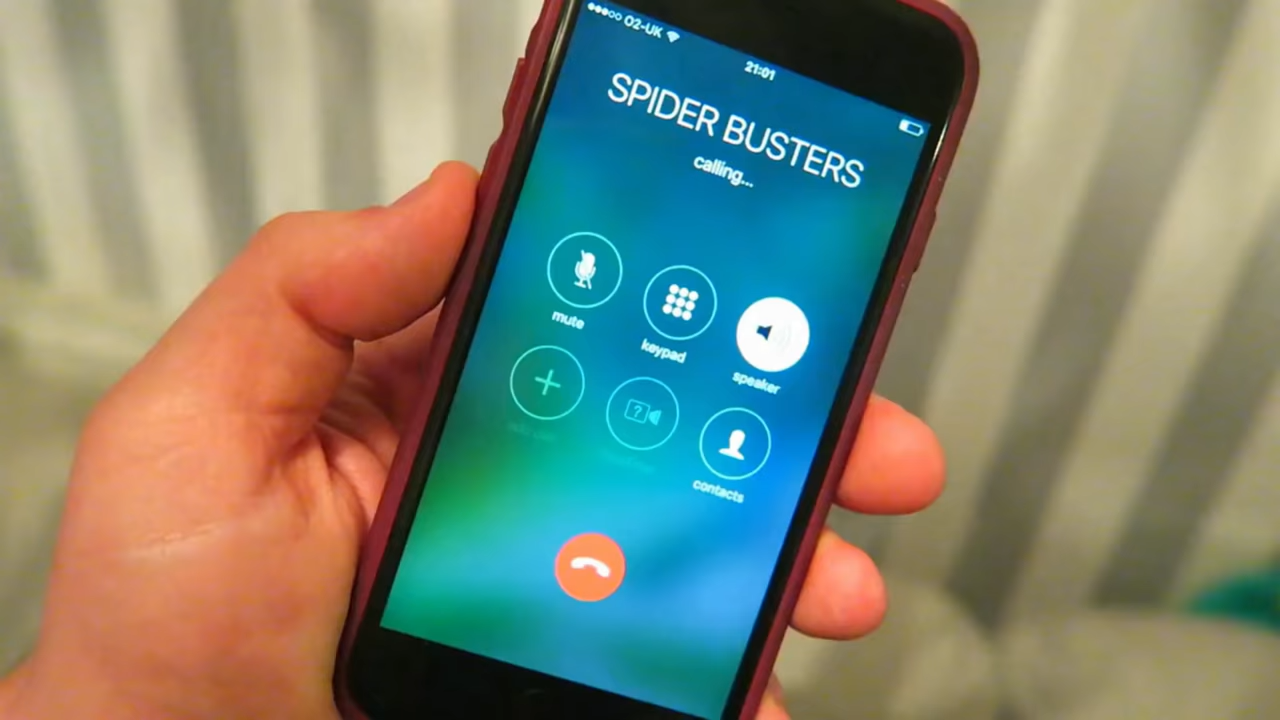 O2-UK
21:01
SPIDER BUSTERS
calling...
mute
keypad
speaker
?
contacts